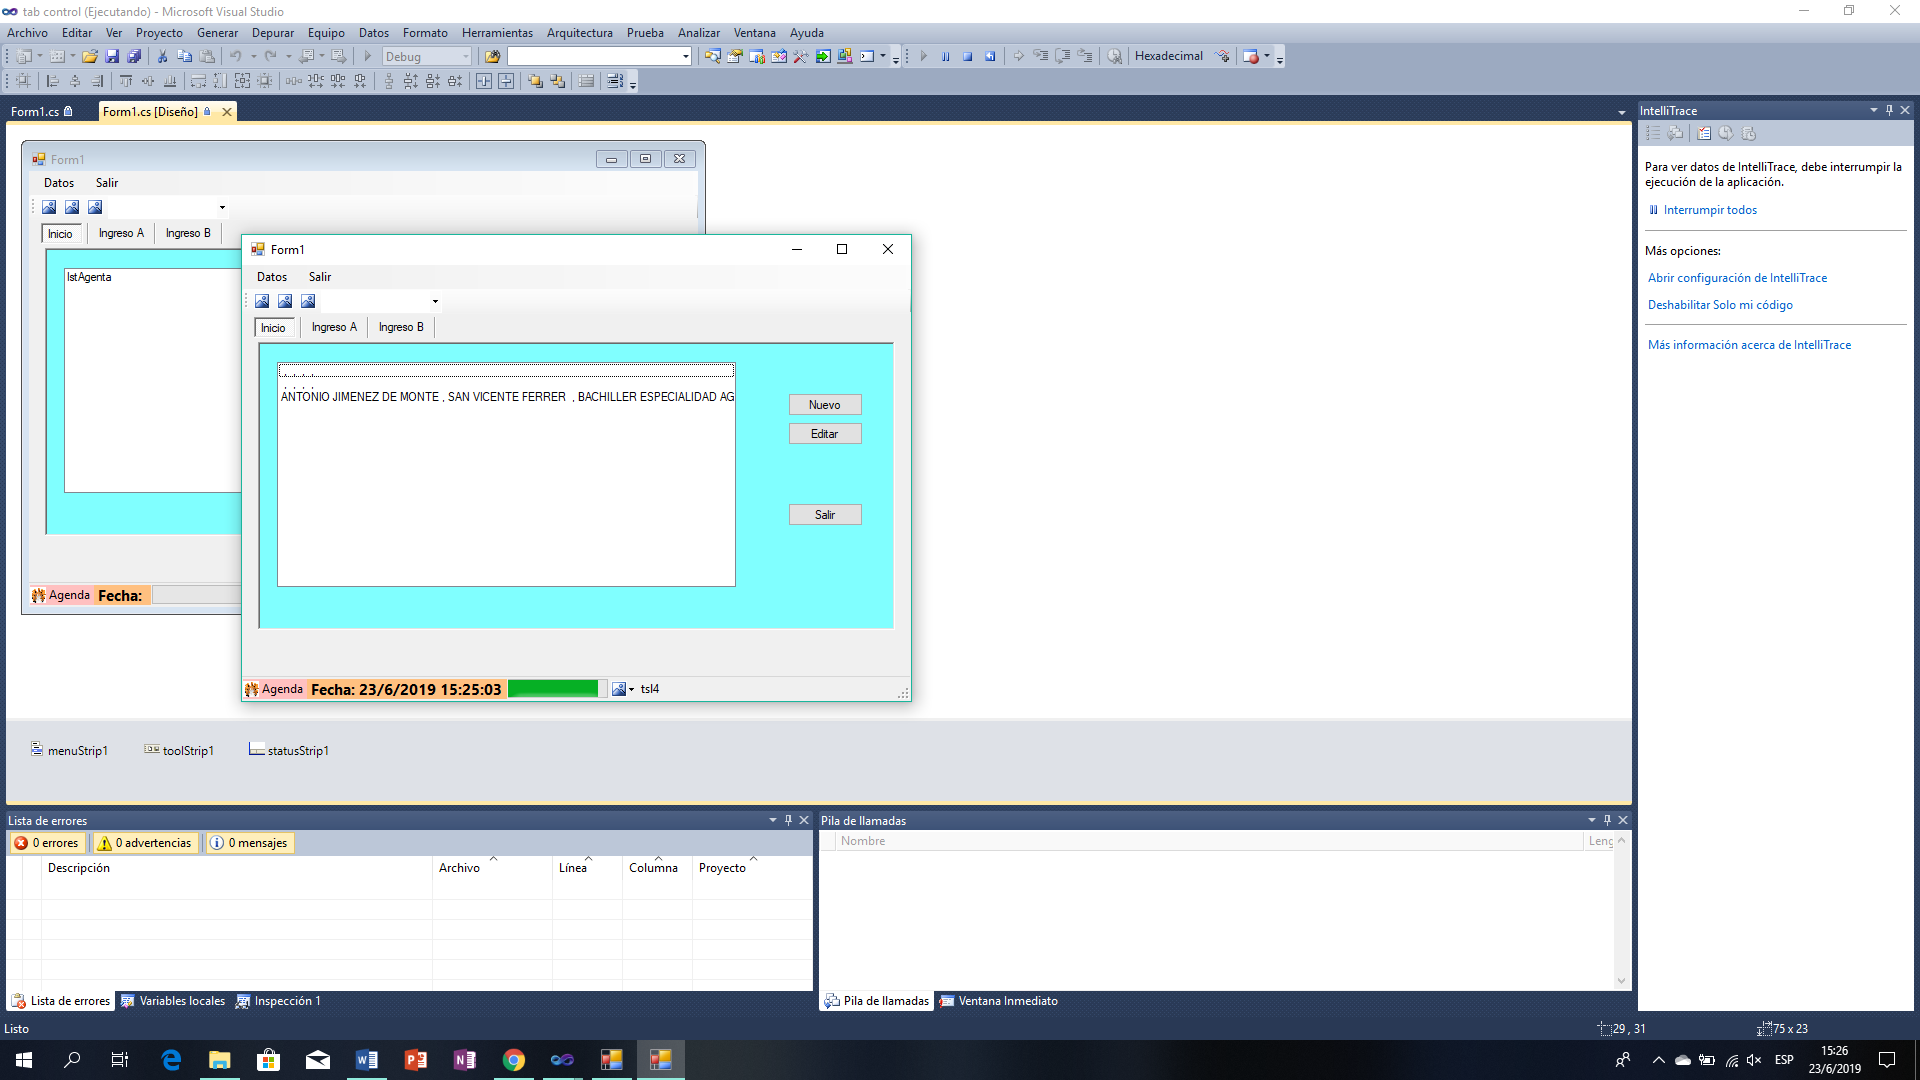 tab control (Ejecutando) - Microsoft Visual Studio
Archivo Editar Ver Proyecto Generar Depurar Equipo Datos Formato Herramientas Arquitectura Prueba Analizar Ventana Ayuda
Debug
Hexadecimal
Form1.cs
Form1.cs [Diseño]
Form1
Datos Salir
Inicio Ingreso A Ingreso B
lstAgenta
Agenda Fecha:
Form1
Datos Salir
Inicio Ingreso A Ingreso B
, , , ,
, , , ,
ANTONIO JIMENEZ DE MONTE , SAN VICENTE FERRER , BACHILLER ESPECIALIDAD AG
Nuevo
Editar
Salir
Agenda Fecha: 23/6/2019 15:25:03 tsl4
menuStrip1 toolStrip1 statusStrip1
IntelliTrace
Para ver datos de IntelliTrace, debe interrumpir la
ejecución de la aplicación.
Interrumpir todos
Más opciones:
Abrir configuración de IntelliTrace
Deshabilitar Solo mi código
Más información acerca de IntelliTrace
Lista de errores
0 errores 0 advertencias 0 mensajes
Descripción Archivo Línea Columna Proyecto
Lista de errores Variables locales Inspección 1
Pila de llamadas
Nombre Leng
Pila de llamadas Ventana Inmediato
Listo
29 , 31 75 x 23
ESP
15:26
23/6/2019